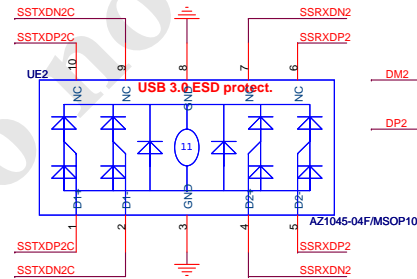 SSTXDN2C
SSRXDN2
SSTXDP2C
SSRXDP2
10
9
8
7
6
UE2
USB 3.0 ESD protect.
NC
NC
GND
NC
NC
DM2
DP2
11
D1+
D1-
GND
D2+
D2-
AZ1045-04F/MSOP10
1
2
3
4
5
SSTXDP2C
SSRXDP2
SSTXDN2C
SSRXDN2